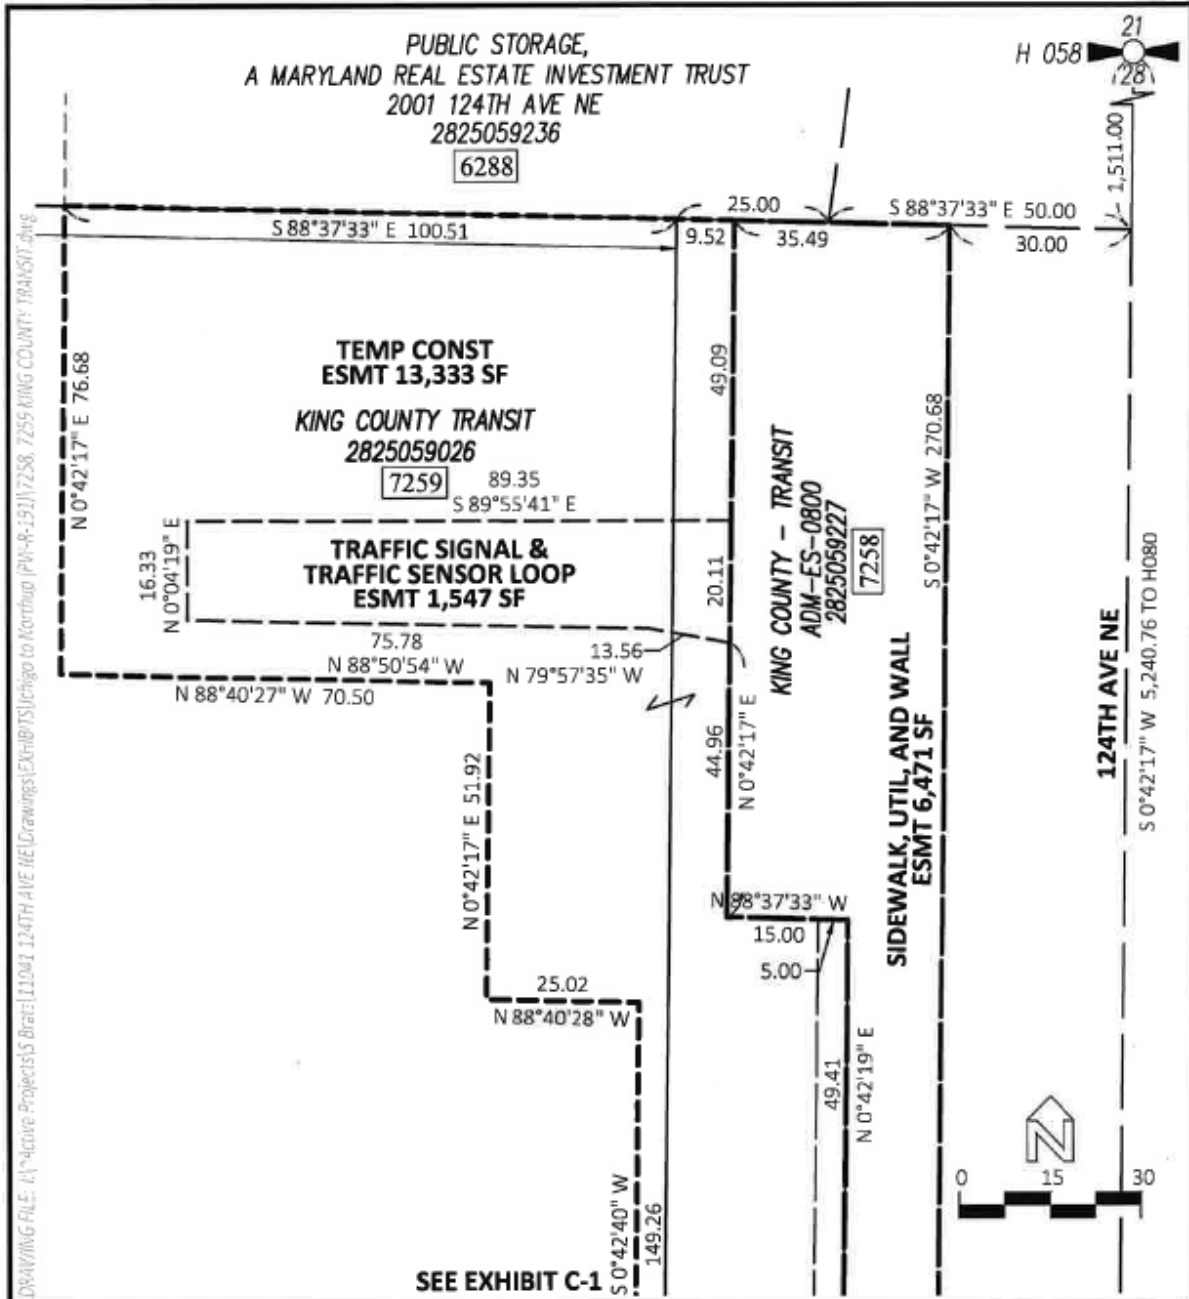 PUBLIC STORAGE,
A MARYLAND REAL ESTATE INVESTMENT TRUST
2001 124TH AVE NE
2825059236
6288
H 058
21
28
1,511.00
25.00
S 88°37'33" E 50.00
S 88°37'33" E 100.51
9.52
35.49
30.00
N 0°42'17" E 76.68
TEMP CONST
ESMT 13,333 SF
KING COUNTY TRANSIT
2825059026
7259
89.35
S 89°55'41" E
49.09
16.33
N 0°04'19" E
TRAFFIC SIGNAL &
TRAFFIC SENSOR LOOP
ESMT 1,547 SF
20.11
75.78
N 88°50'54" W
13.56
N 79°57'35" W
N 88°40'27" W 70.50
KING COUNTY - TRANSIT
ADM-ES-0800
2825059227
7258
S 0°42'17" W 270.68
44.96
N 0°42'17" E
N 0°42'17" E 51.92
SIDEWALK, UTIL, AND WALL
ESMT 6,471 SF
124TH AVE NE
S 0°42'17" W 5,240.76 TO H080
N 88°37'33" W
15.00
5.00
25.02
N 88°40'28" W
49.41
N 0°42'19" E
N
0 15 30
S 0°42'40" W
149.26
SEE EXHIBIT C-1